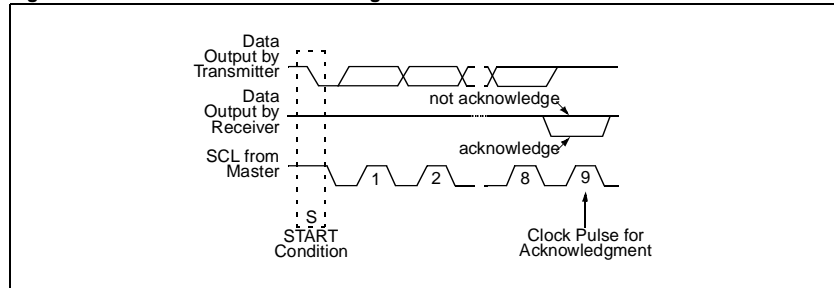 Data
Output by
Transmitter
Data
Output by
Receiver
not acknowledge
acknowledge
SCL from
Master
1
2
8
9
S
START
Condition
Clock Pulse for
Acknowledgment